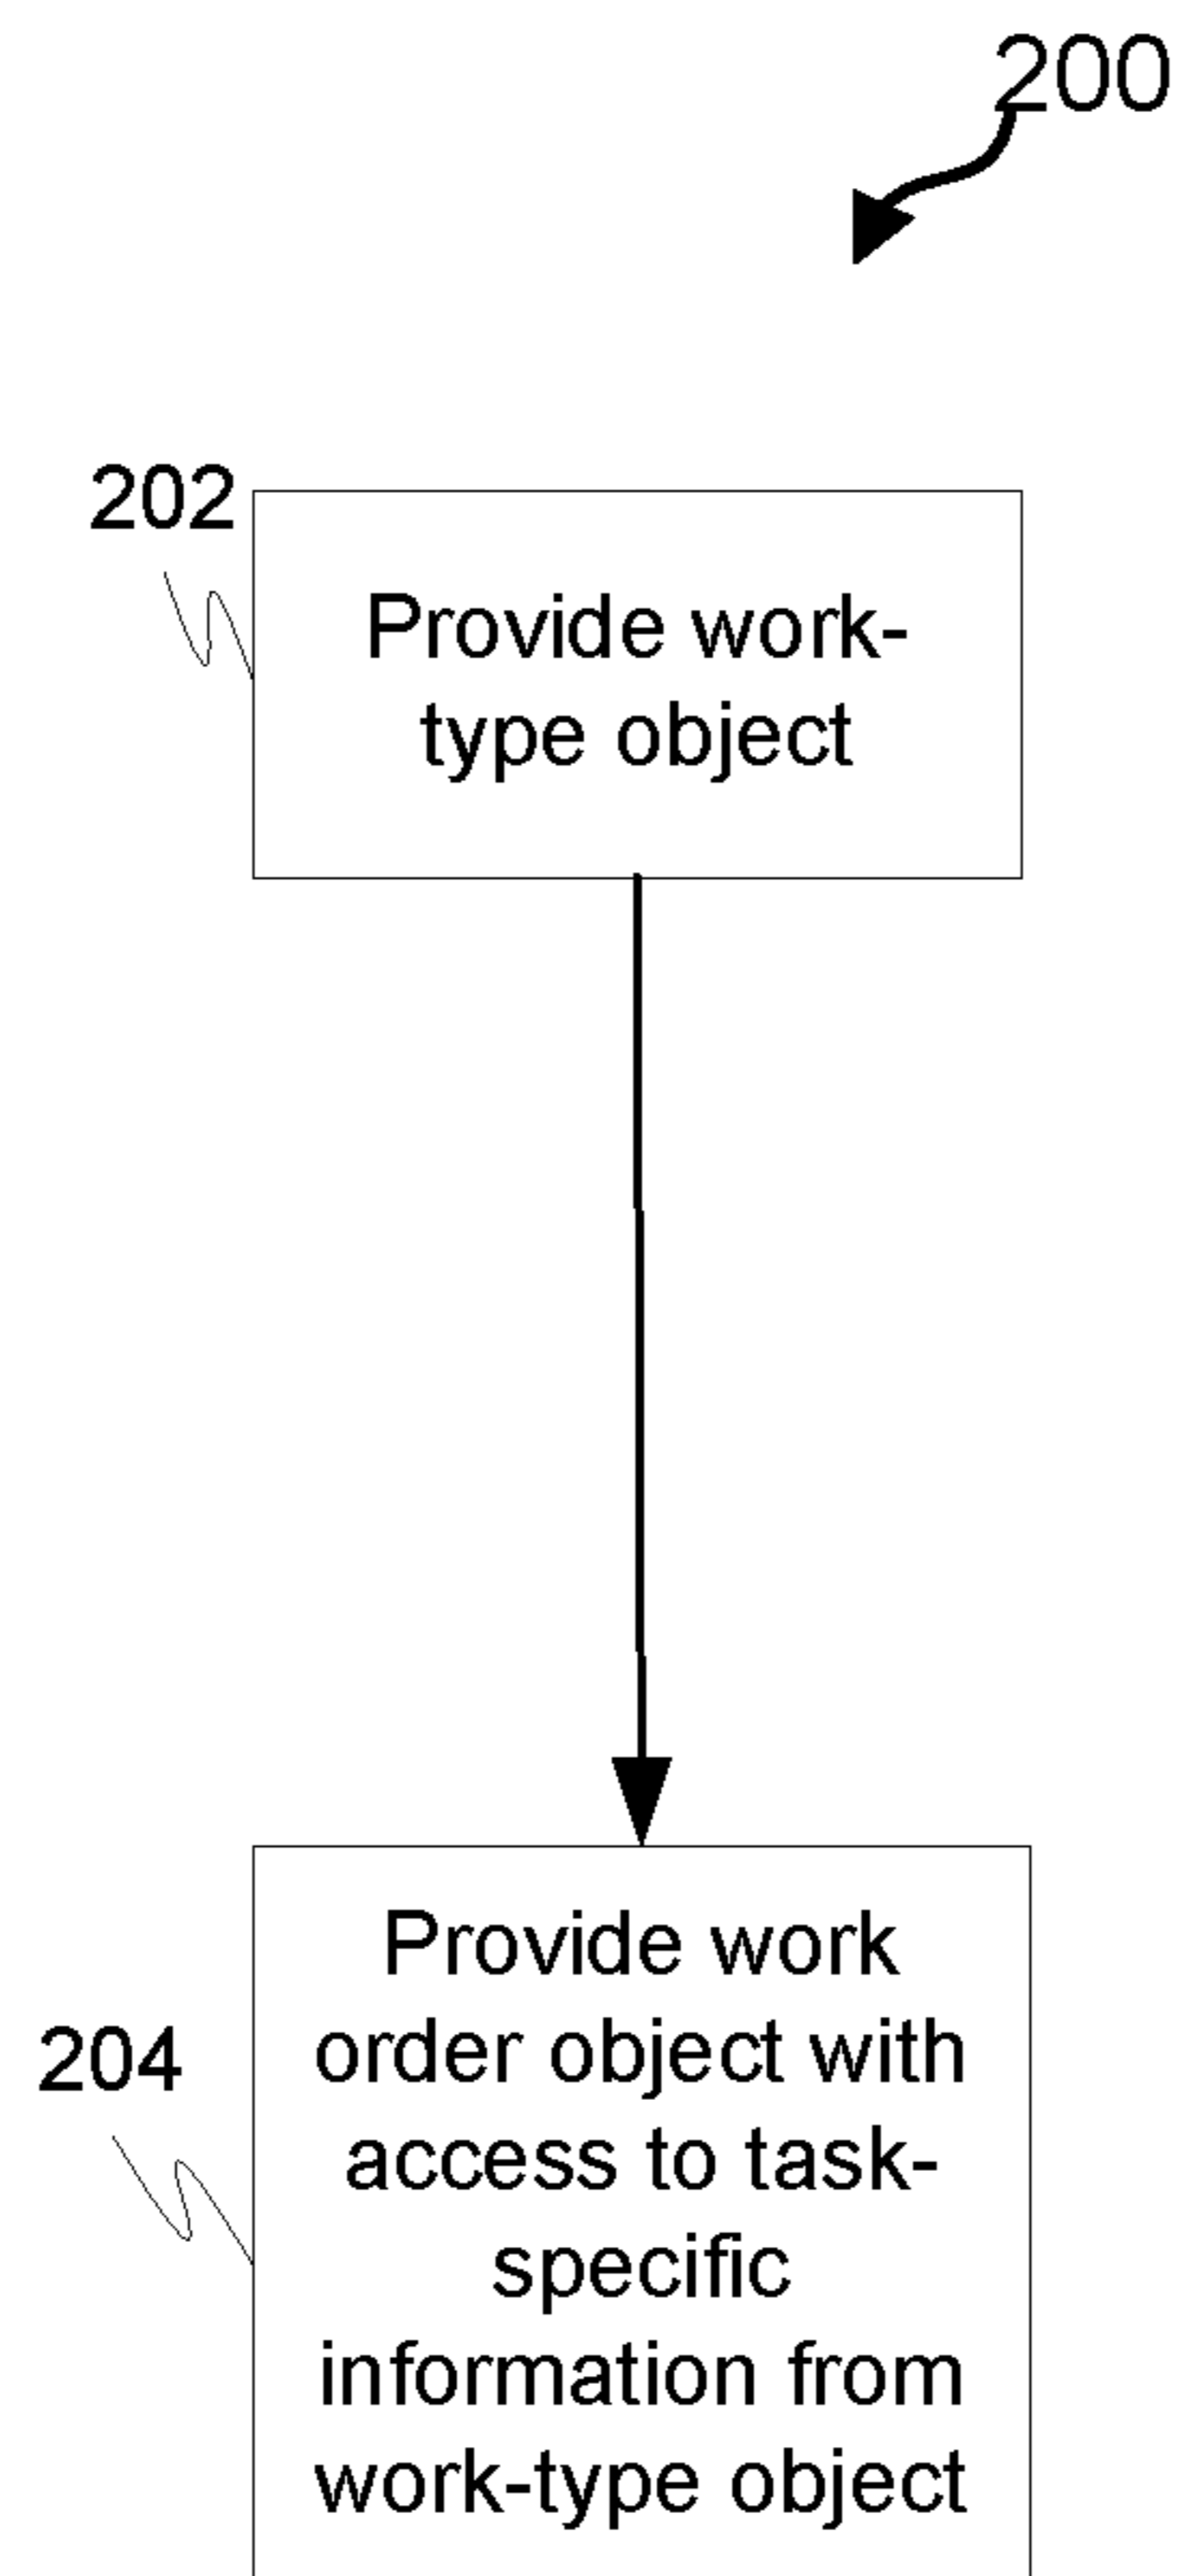 200
202
Provide work-
type object
204
Provide work
order object with
access to task-
specific
information from
work-type object